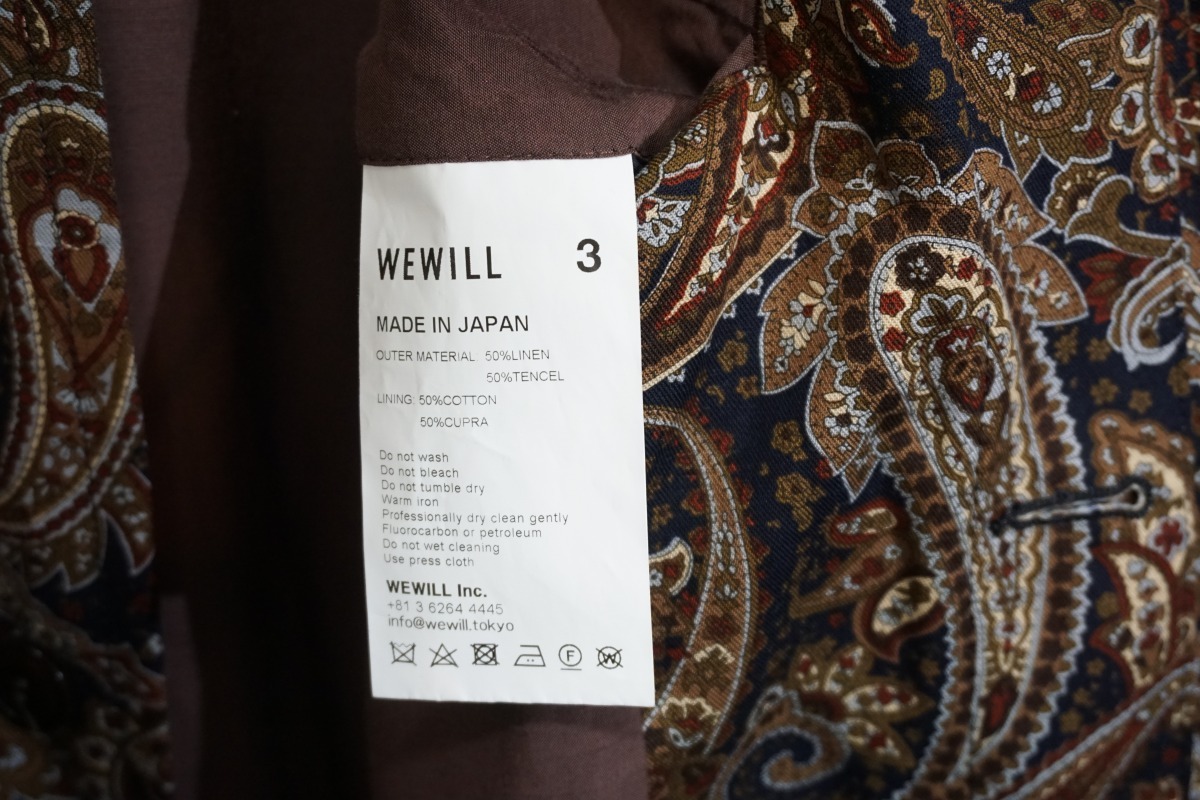 WEWILL 3
MADE IN JAPAN
OUTER MATERIAL 50%LINEN
50%TENCEL
LINING: 50%COTTON
50%CUPRA
Do not wash
Do not bleach
Do not tumble dry
Warm iron
Professionally dry clean gently
Fluorocarbon or petroleum
Do not wet cleaning
Use press cloth
WEWILL Inc.
+81 3 6264 4445
info@wewill.tokyo
F W